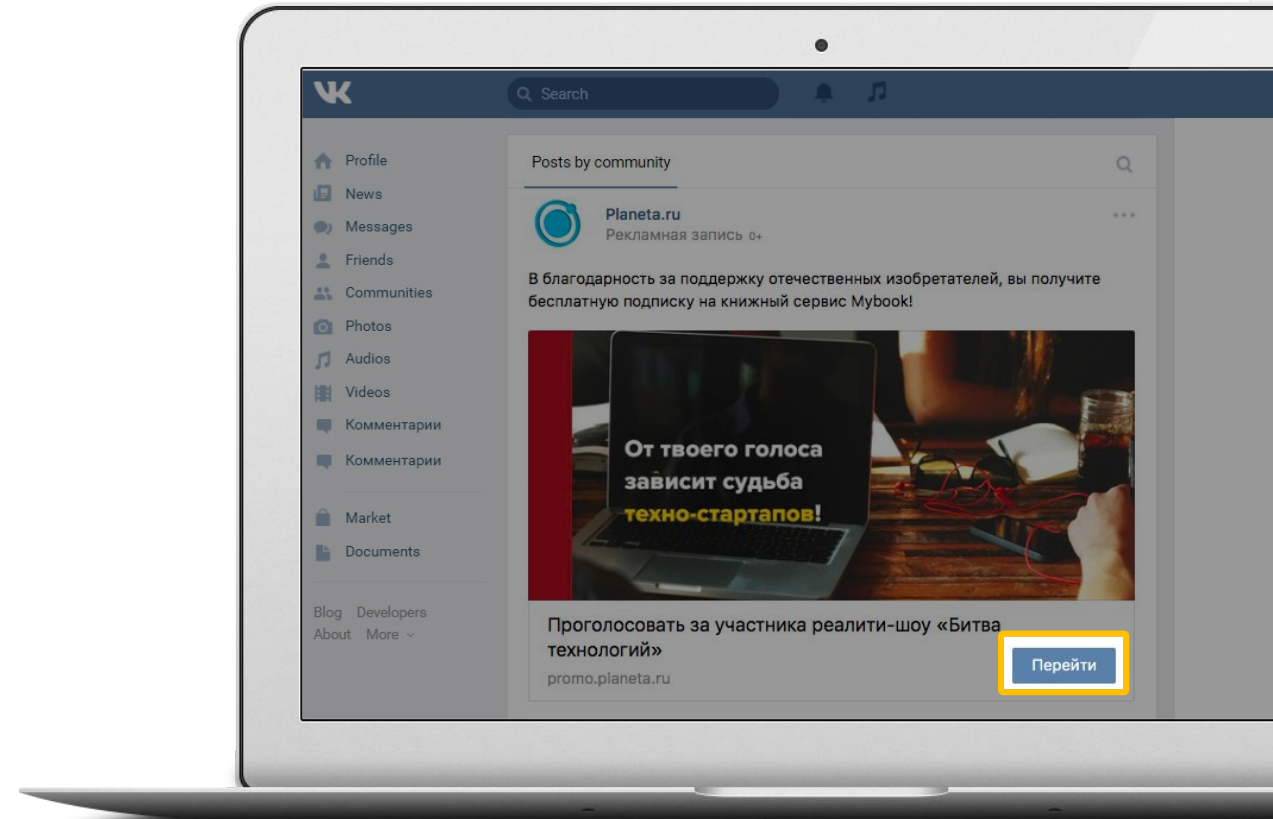 VK
Search
Profile
News
Messages
Friends
Communities
Photos
Audios
Videos
Комментарии
Комментарии
Market
Documents
Blog Developers
About More
Posts by community
Planeta.ru
Рекламная запись 0+
В благодарность за поддержку отечественных изобретателей, вы получите
бесплатную подписку на книжный сервис Mybook!
От твоего голоса
зависит судьба
техно-стартапов!
Проголосовать за участника реалити-шоу «Битва
технологий»
promo.planeta.ru
Перейти